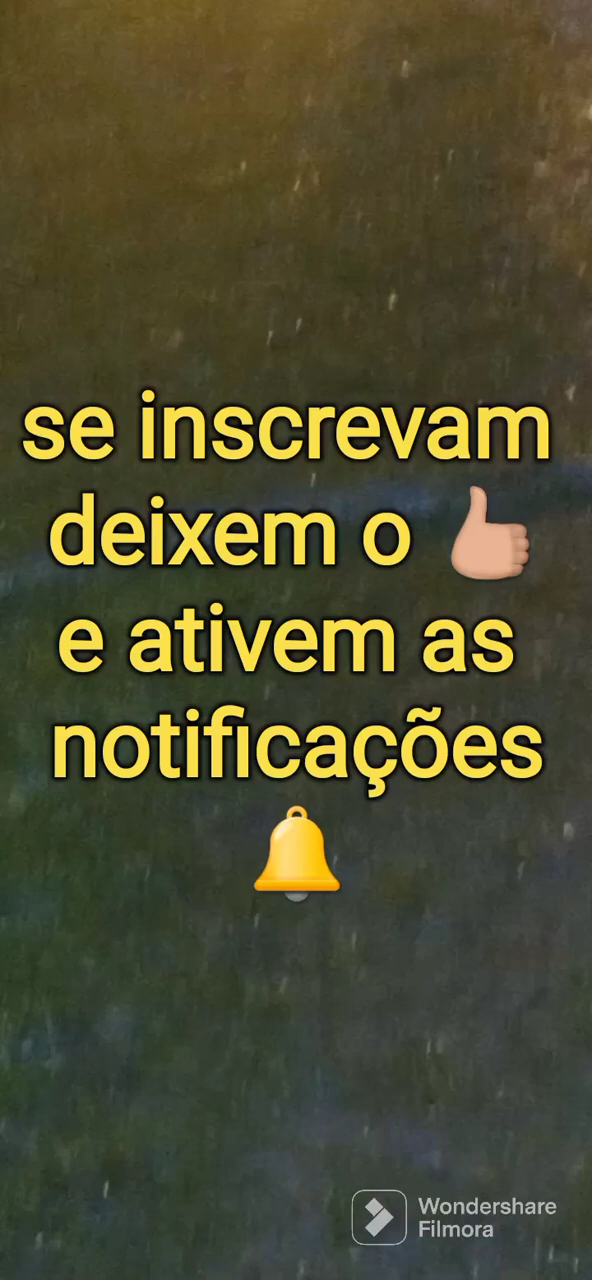 se inscrevam
deixem o 👍🏼
e ativem as
notificações
🔔
Wondershare
Filmora